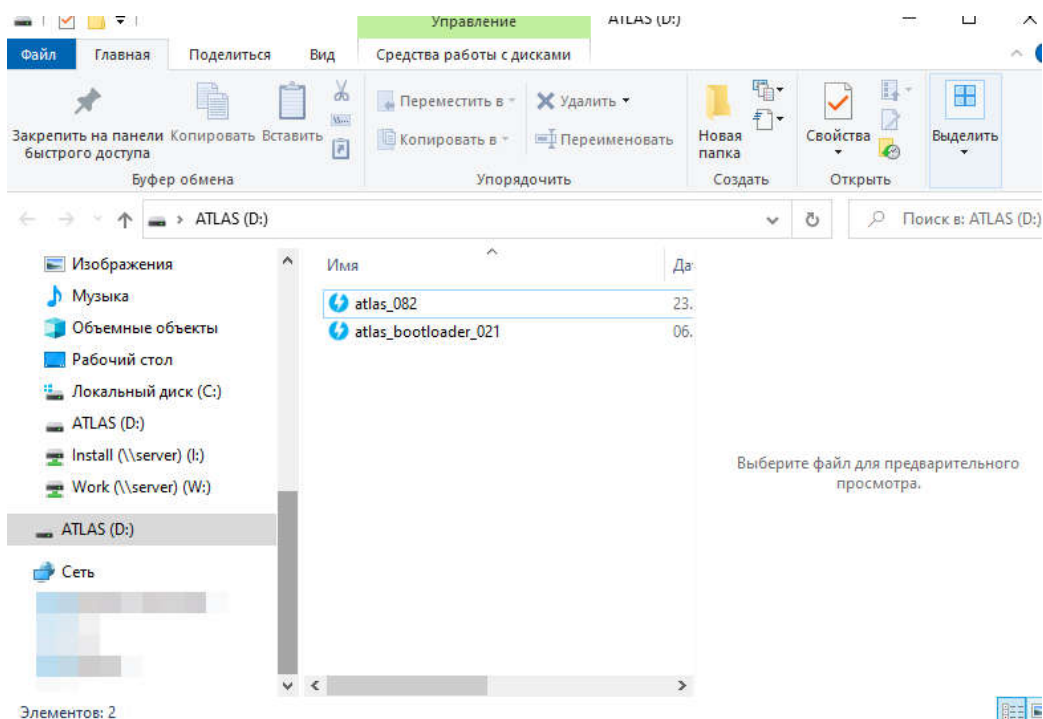 Управление ATLAS (D:)
Файл Главная Поделиться Вид Средства работы с дисками
Закрепить на панели быстрого доступа
Копировать
Вставить
Буфер обмена
Переместить в
Копировать в
Удалить
Переименовать
Упорядочить
Новая папка
Создать
Свойства
Открыть
Выделить
ATLAS (D:)
Поиск в: ATLAS (D:)
Изображения
Музыка
Объемные объекты
Рабочий стол
Локальный диск (C:)
ATLAS (D:)
Install (\\server) (I:)
Work (\\server) (W:)
ATLAS (D:)
Сеть
Имя
atlas_082 23.
atlas_bootloader_021 06.
Выберите файл для предварительного
просмотра.
Элементов: 2